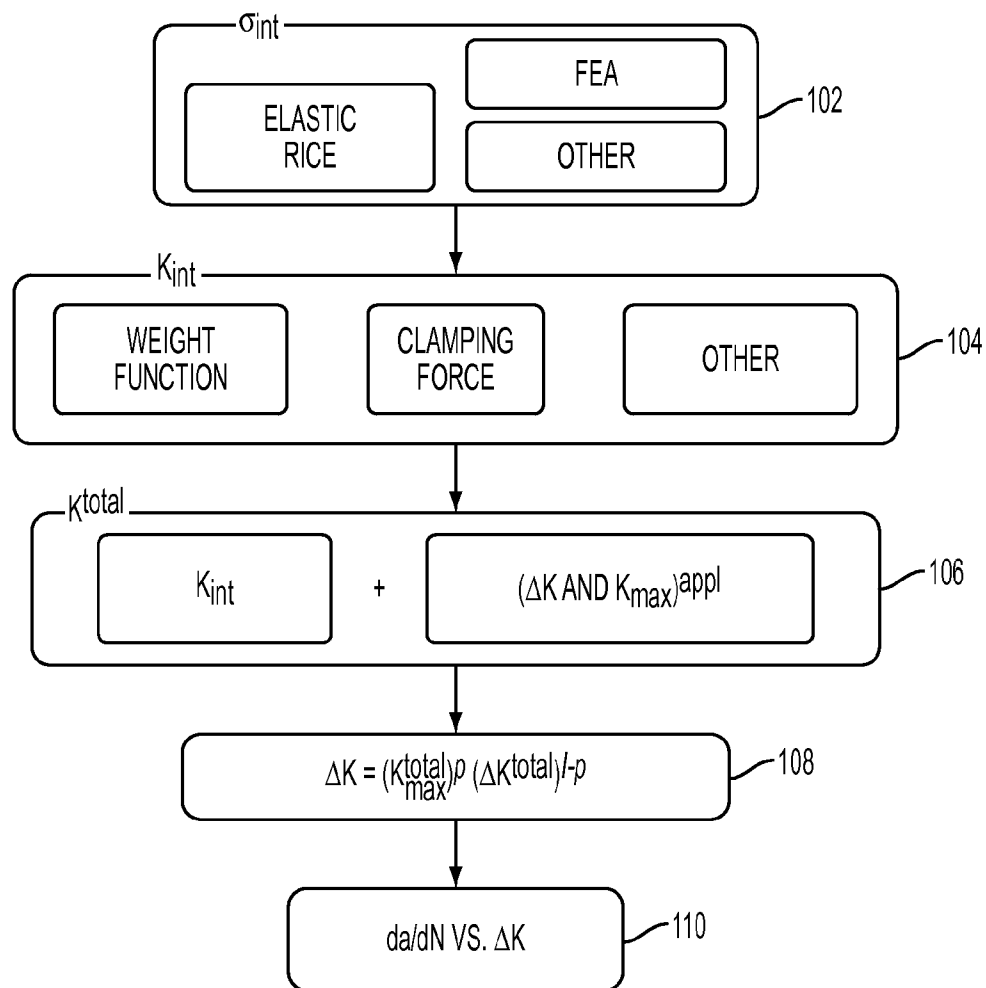 σint
ELASTIC
RICE
FEA
OTHER
102
Kint
WEIGHT
FUNCTION
CLAMPING
FORCE
OTHER
104
Ktotal
Kint
+
(ΔK AND Kmax)appl
106
ΔK = (Kmaxtotal)p (ΔKtotal)l-p
108
da/dN VS. ΔK
110